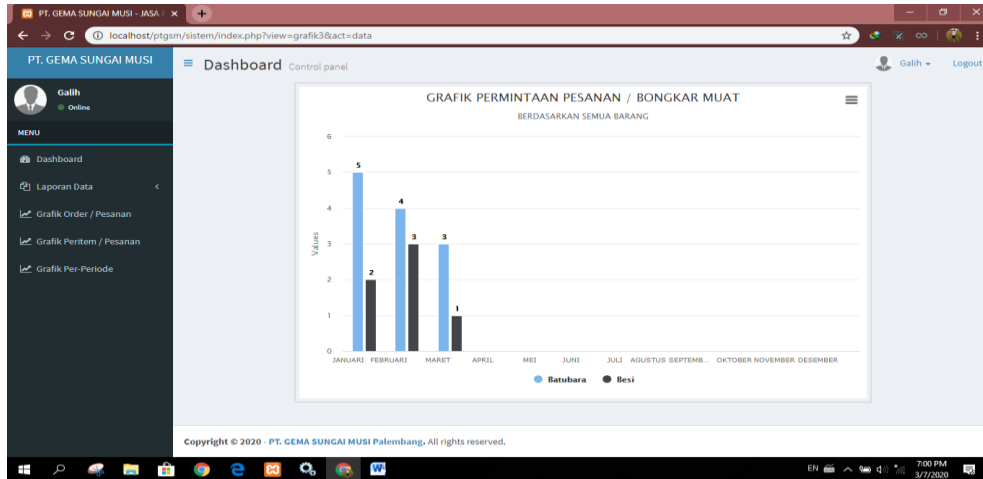 PT. GEMA SUNGAI MUSI - JASA
localhost/ptgsm/sistem/index.php?view=grafik3&act=data
PT. GEMA SUNGAI MUSI
Dashboard Control panel
Galih
Logout
Galih
Online
MENU
Dashboard
Laporan Data
Grafik Order / Pesanan
Grafik Peritem / Pesanan
Grafik Per-Periode
GRAFIK PERMINTAAN PESANAN / BONGKAR MUAT
BERDASARKAN SEMUA BARANG
Values
6
5
4
3
2
1
0
5
2
4
3
3
1
JANUARI FEBRUARI MARET APRIL MEI JUNI JULI AGUSTUS SEPTEMB... OKTOBER NOVEMBER DESEMBER
Batubara Besi
Copyright © 2020 - PT. GEMA SUNGAI MUSI Palembang. All rights reserved.
EN
7:00 PM
3/7/2020